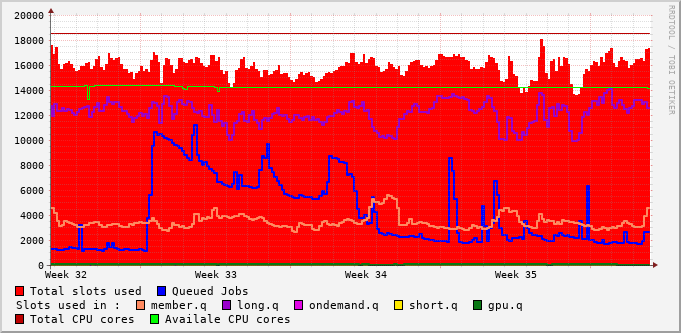 20000
18000
16000
14000
12000
10000
8000
6000
4000
2000
0
Week 32 Week 33 Week 34 Week 35
Total slots used Queued Jobs
Slots used in : member.q long.q ondemand.q short.q gpu.q
Total CPU cores Availale CPU cores
RRDTOOL / TOBI OETIKER